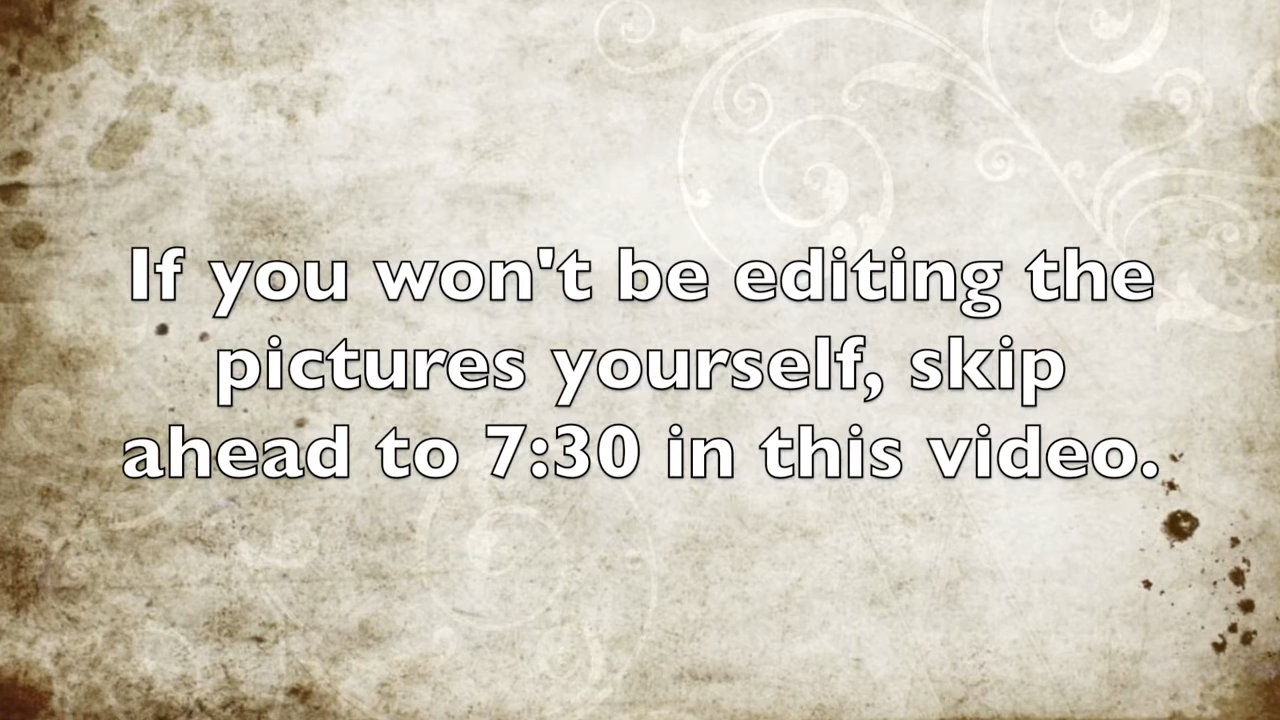 If you won't be editing the
pictures yourself, skip
ahead to 7:30 in this video.